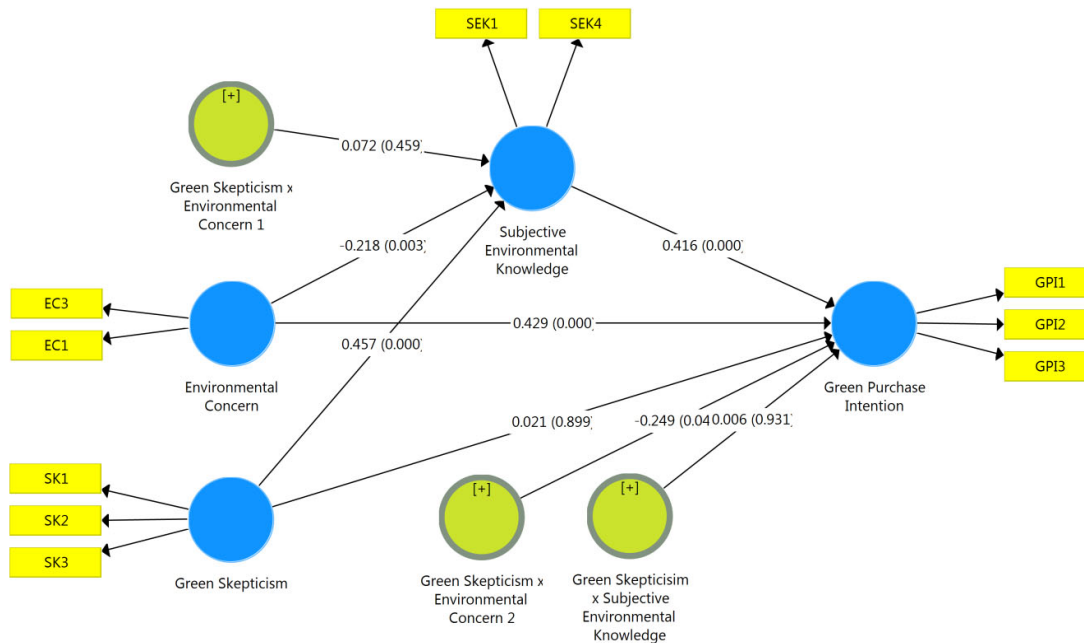 SEK1
SEK4
[+]
0.072 (0.459)
Green Skepticism x
Environmental
Concern 1
Subjective
Environmental
Knowledge
-0.218 (0.003)
0.416 (0.000)
EC3
EC1
Environmental
Concern
0.429 (0.000)
0.457 (0.000)
GPI1
GPI2
GPI3
Green Purchase
Intention
SK1
SK2
SK3
Green Skepticism
0.021 (0.899)
-0.249 (0.04
0.006 (0.931)
[+]
Green Skepticism x
Environmental
Concern 2
[+]
Green Skepticisim
x Subjective
Environmental
Knowledge